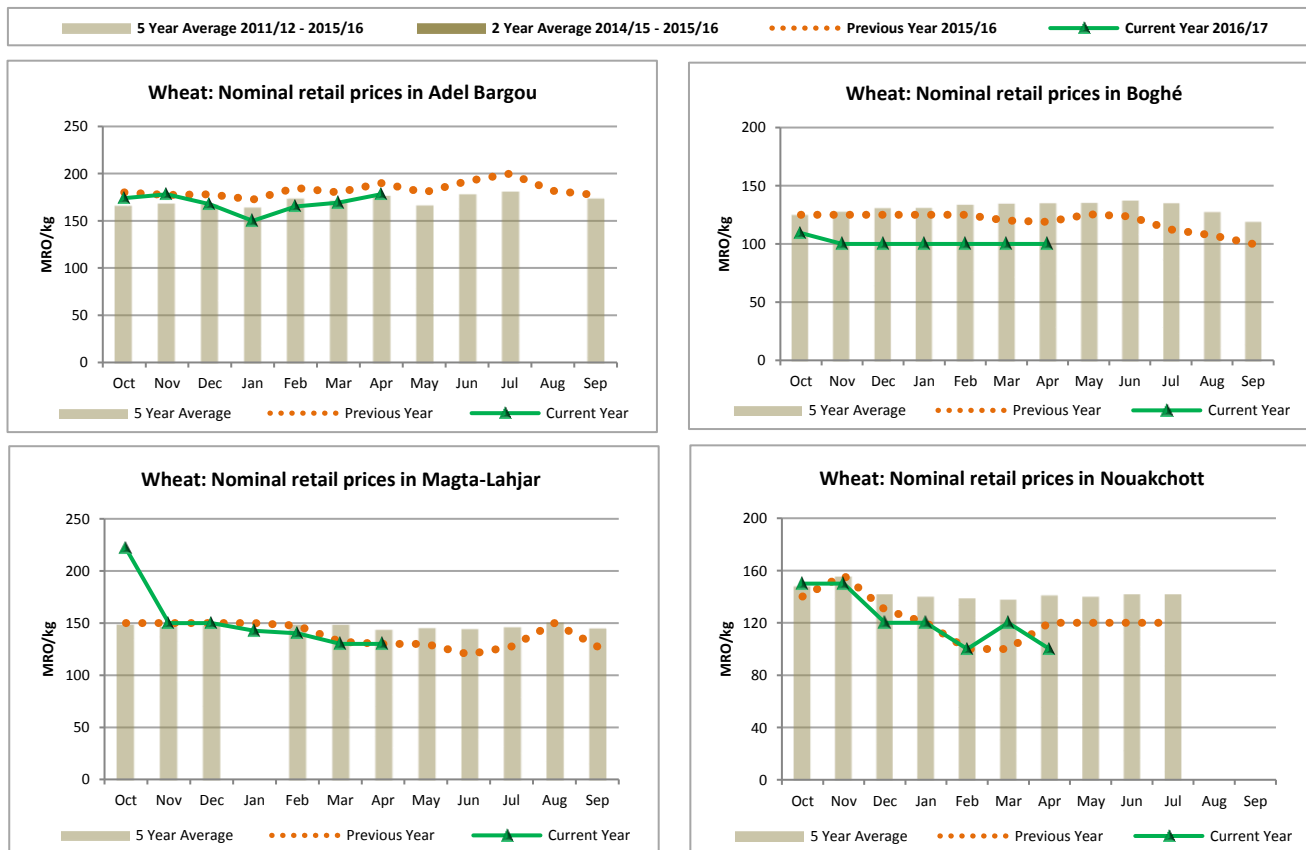 5 Year Average 2011/12 - 2015/16 2 Year Average 2014/15 - 2015/16 Previous Year 2015/16 Current Year 2016/17
Wheat: Nominal retail prices in Adel Bargou
250
200
150
100
50
0
MRO/kg
Oct Nov Dec Jan Feb Mar Apr May Jun Jul Aug Sep
5 Year Average Previous Year Current Year
Wheat: Nominal retail prices in Boghé
200
150
100
50
0
MRO/kg
Oct Nov Dec Jan Feb Mar Apr May Jun Jul Aug Sep
5 Year Average Previous Year Current Year
Wheat: Nominal retail prices in Magta-Lahjar
250
200
150
100
50
0
MRO/kg
Oct Nov Dec Jan Feb Mar Apr May Jun Jul Aug Sep
5 Year Average Previous Year Current Year
Wheat: Nominal retail prices in Nouakchott
200
160
120
80
40
0
MRO/kg
Oct Nov Dec Jan Feb Mar Apr May Jun Jul Aug Sep
5 Year Average Previous Year Current Year